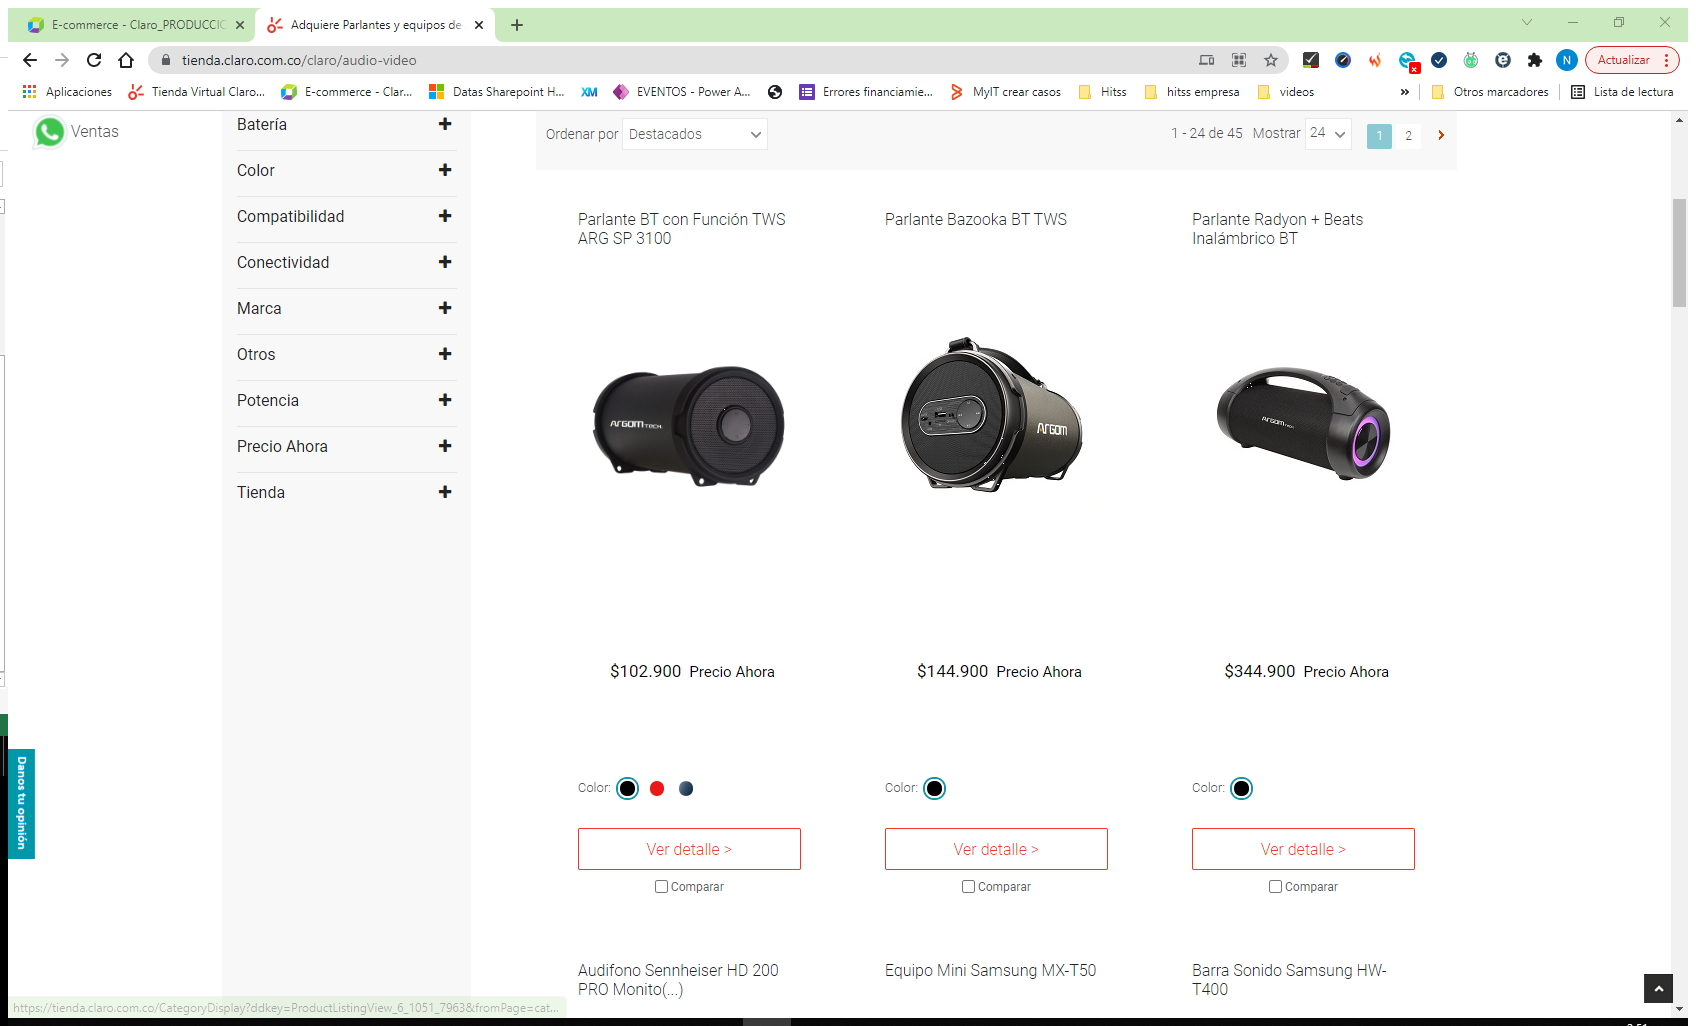 E-commerce - Claro_PRODUCCIO
Adquiere Parlantes y equipos de
tienda.claro.com.co/claro/audio-video
N
Actualizar
Aplicaciones
Tienda Virtual Claro...
E-commerce - Clar...
Datas Sharepoint H...
XM
EVENTOS - Power A...
Errores financiamie...
MyIT crear casos
Hitss
hitss empresa
videos
»
Otros marcadores
Lista de lectura
Ventas
Batería
Color
Compatibilidad
Conectividad
Marca
Otros
Potencia
Precio Ahora
Tienda
Ordenar por Destacados
1 - 24 de 45 Mostrar 24 1 2
Parlante BT con Función TWS
ARG SP 3100
Parlante Bazooka BT TWS
Parlante Radyon + Beats
Inalámbrico BT
ARGOM TECH.
ARGOM
ARGOM TECH.
$102.900 Precio Ahora
$144.900 Precio Ahora
$344.900 Precio Ahora
Color:
Color:
Color:
Ver detalle >
Ver detalle >
Ver detalle >
Comparar
Comparar
Comparar
Danos tu opinión
Audifono Sennheiser HD 200
PRO Monito(...)
Equipo Mini Samsung MX-T50
Barra Sonido Samsung HW-
T400
https://tienda.claro.com.co/CategoryDisplay?ddkey=ProductListingView_6_1051_7963&fromPage=cat...